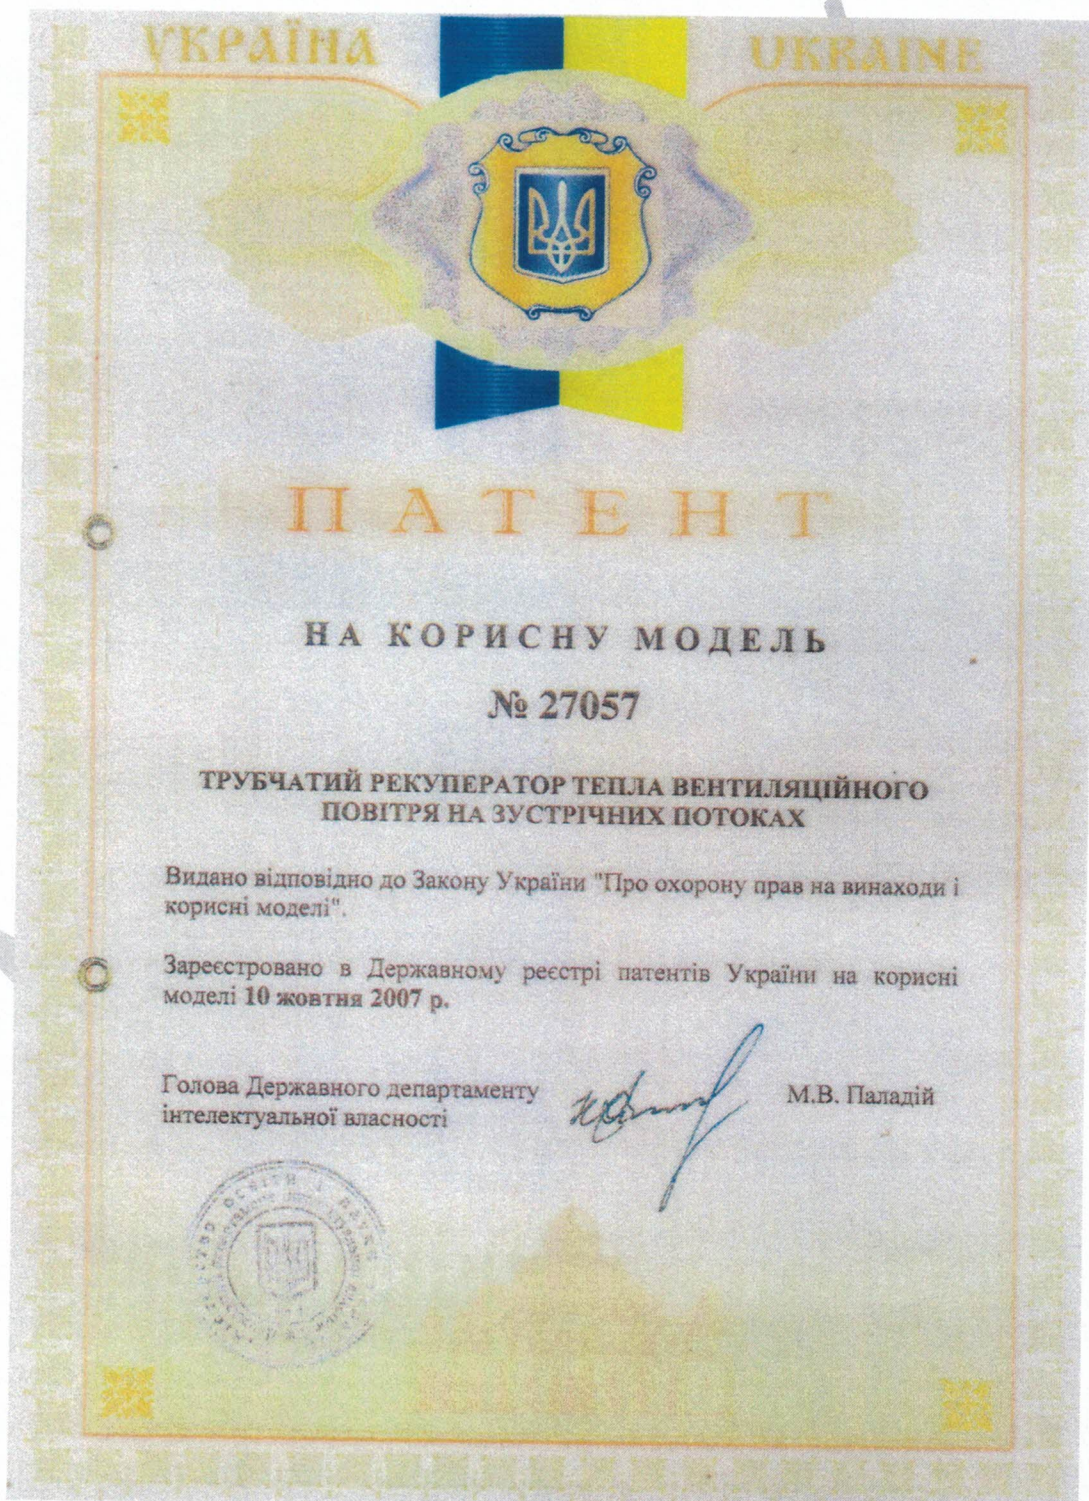 УКРАЇНА
UKRAINE
ПАТЕНТ
НА КОРИСНУ МОДЕЛЬ
№ 27057
ТРУБЧАТИЙ РЕКУПЕРАТОР ТЕПЛА ВЕНТИЛЯЦІЙНОГО
ПОВІТРЯ НА ЗУСТРІЧНИХ ПОТОКАХ
Видано відповідно до Закону України "Про охорону прав на винаходи і
корисні моделі".
Зареєстровано в Державному реєстрі патентів України на корисні
моделі 10 жовтня 2007 р.
Голова Державного департаменту
інтелектуальної власності
М.В. Паладій
ОСВІТИ І НАУКИ